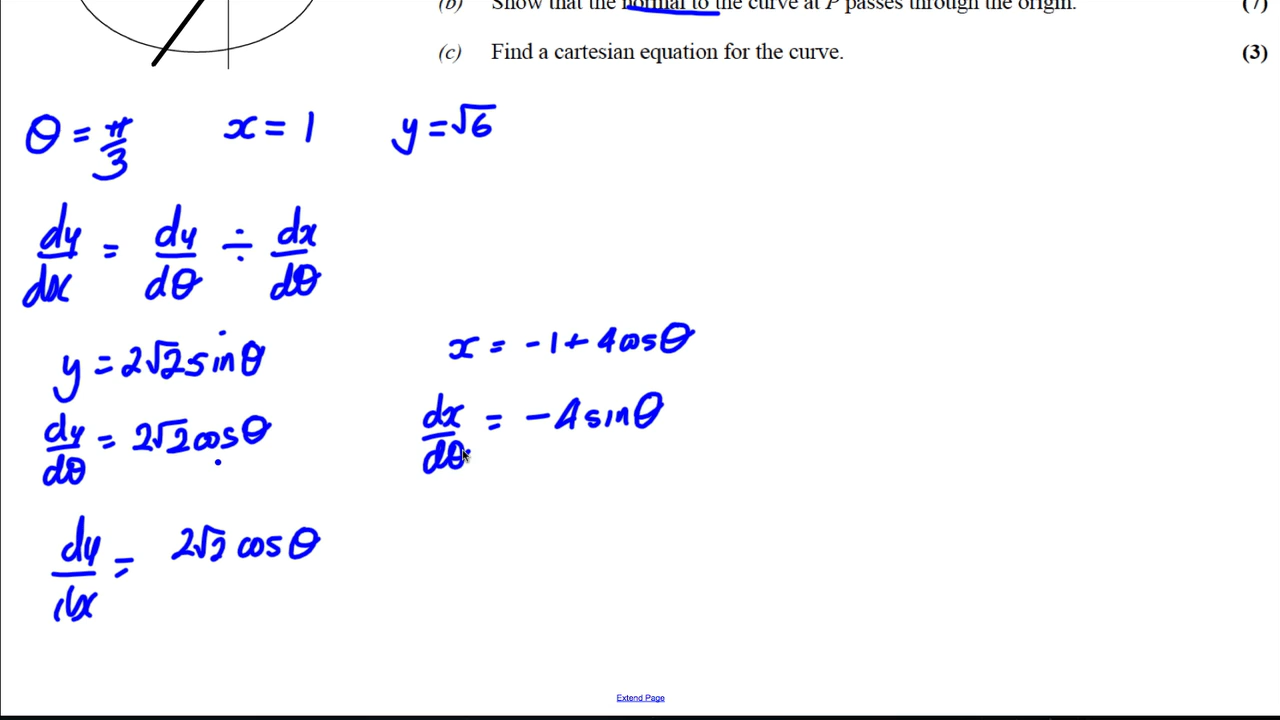 (b) Show that the normal to the curve at P passes through the origin. (7)
(c) Find a cartesian equation for the curve. (3)
θ = π/3 x = 1 y = √6
dy/dx = dy/dθ ÷ dx/dθ
y = 2√2 sinθ x = -1 + 4cosθ
dy/dθ = 2√2 cosθ dx/dθ = -4sinθ
dy/dx = 2√2 cosθ
Extend Page